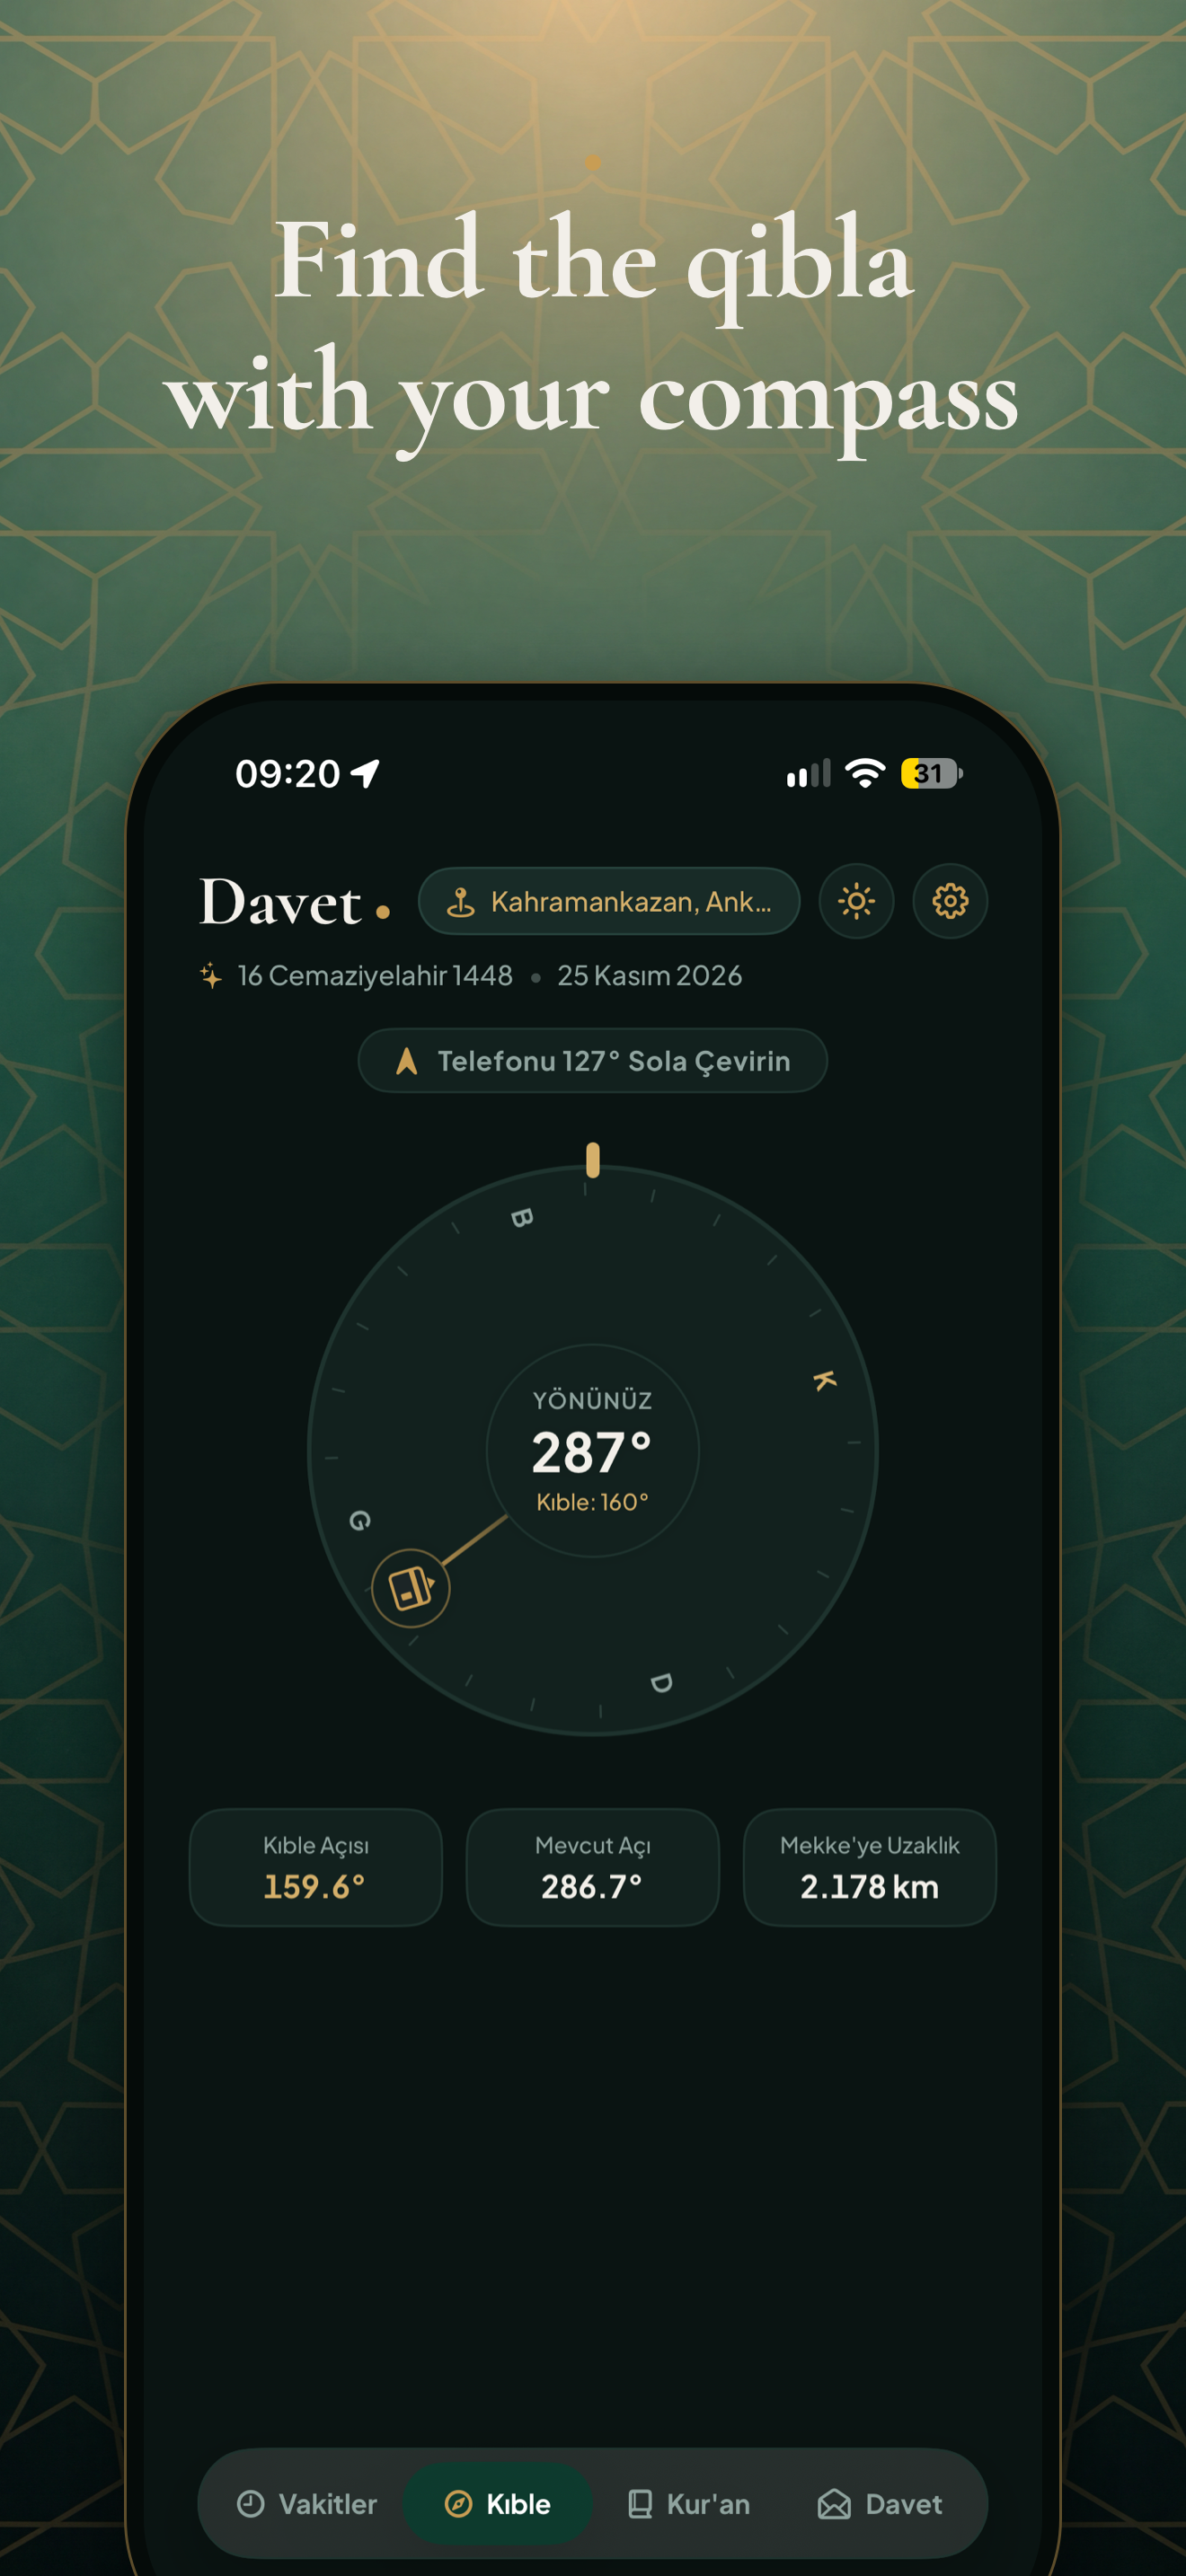 Find the qibla
with your compass
09:20
31
Davet
Kahramankazan, Ank...
16 Cemaziyelahir 1448 • 25 Kasım 2026
Telefonu 127° Sola Çevirin
B
K
YÖNÜNÜZ
287°
Kıble: 160°
G
D
Kıble Açısı
159.6°
Mevcut Açı
286.7°
Mekke'ye Uzaklık
2.178 km
Vakitler
Kıble
Kur'an
Davet